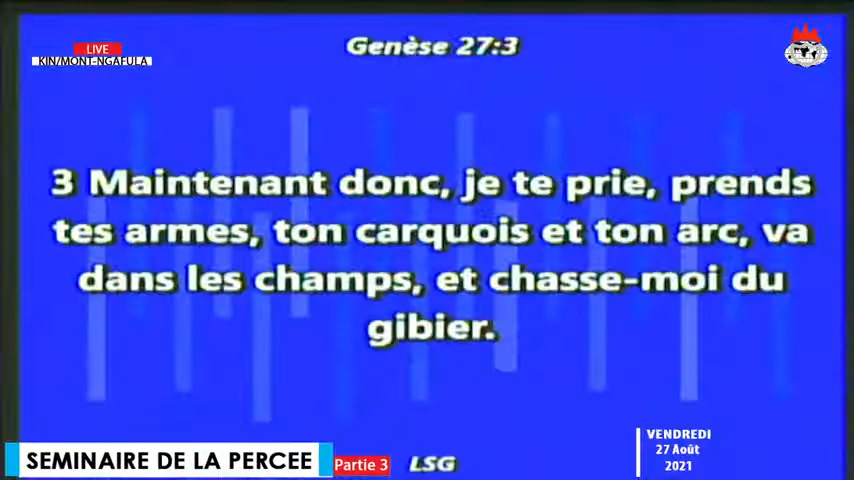 LIVE
KIN/MONT-NGAFULA
Genèse 27:3
3 Maintenant donc, je te prie, prends
tes armes, ton carquois et ton arc, va
dans les champs, et chasse-moi du
gibier.
SEMINAIRE DE LA PERCEE
Partie 3
LSG
VENDREDI
27 Août
2021